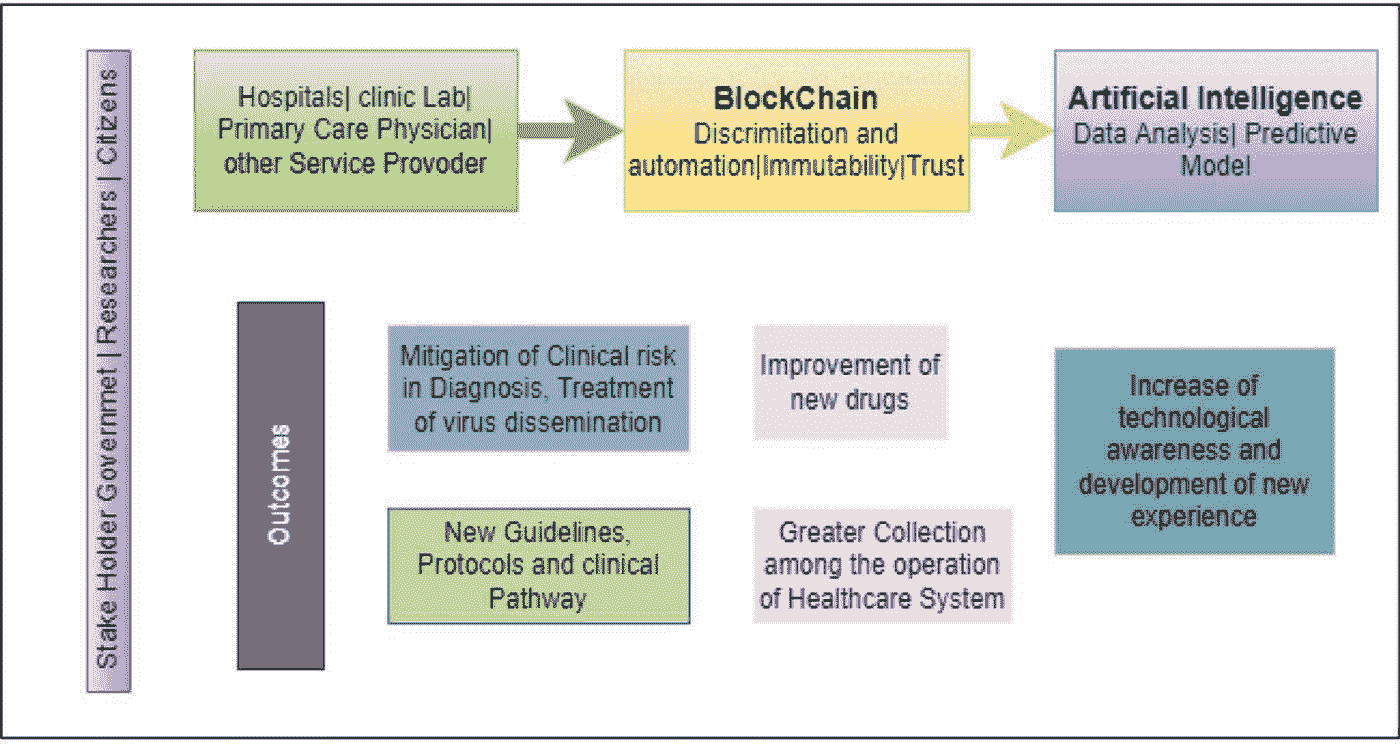 Stake Holder Governmet | Researchers | Citizens
Hospitals| clinic Lab|
Primary Care Physician|
other Service Provoder
BlockChain
Discrimitation and
automation|Immutability|Trust
Artificial Intelligence
Data Analysis| Predictive
Model
Outcomes
Mitigation of Clinical risk
in Diagnosis, Treatment
of virus dissemination
Improvement of
new drugs
Increase of
technological
awareness and
development of new
experience
New Guidelines,
Protocols and clinical
Pathway
Greater Collection
among the operation
of Healthcare System